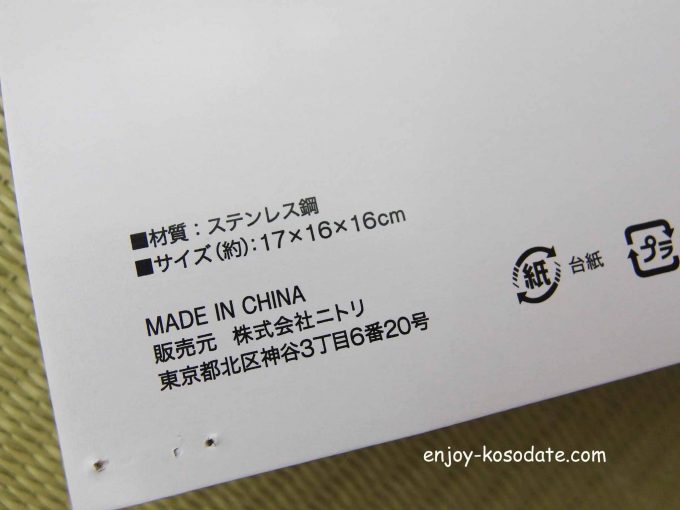 ■材質：ステンレス鋼
■サイズ（約）：17×16×16cm
紙 台紙
プラ
MADE IN CHINA
販売元 株式会社ニトリ
東京都北区神谷3丁目6番20号
enjoy-kosodate.com